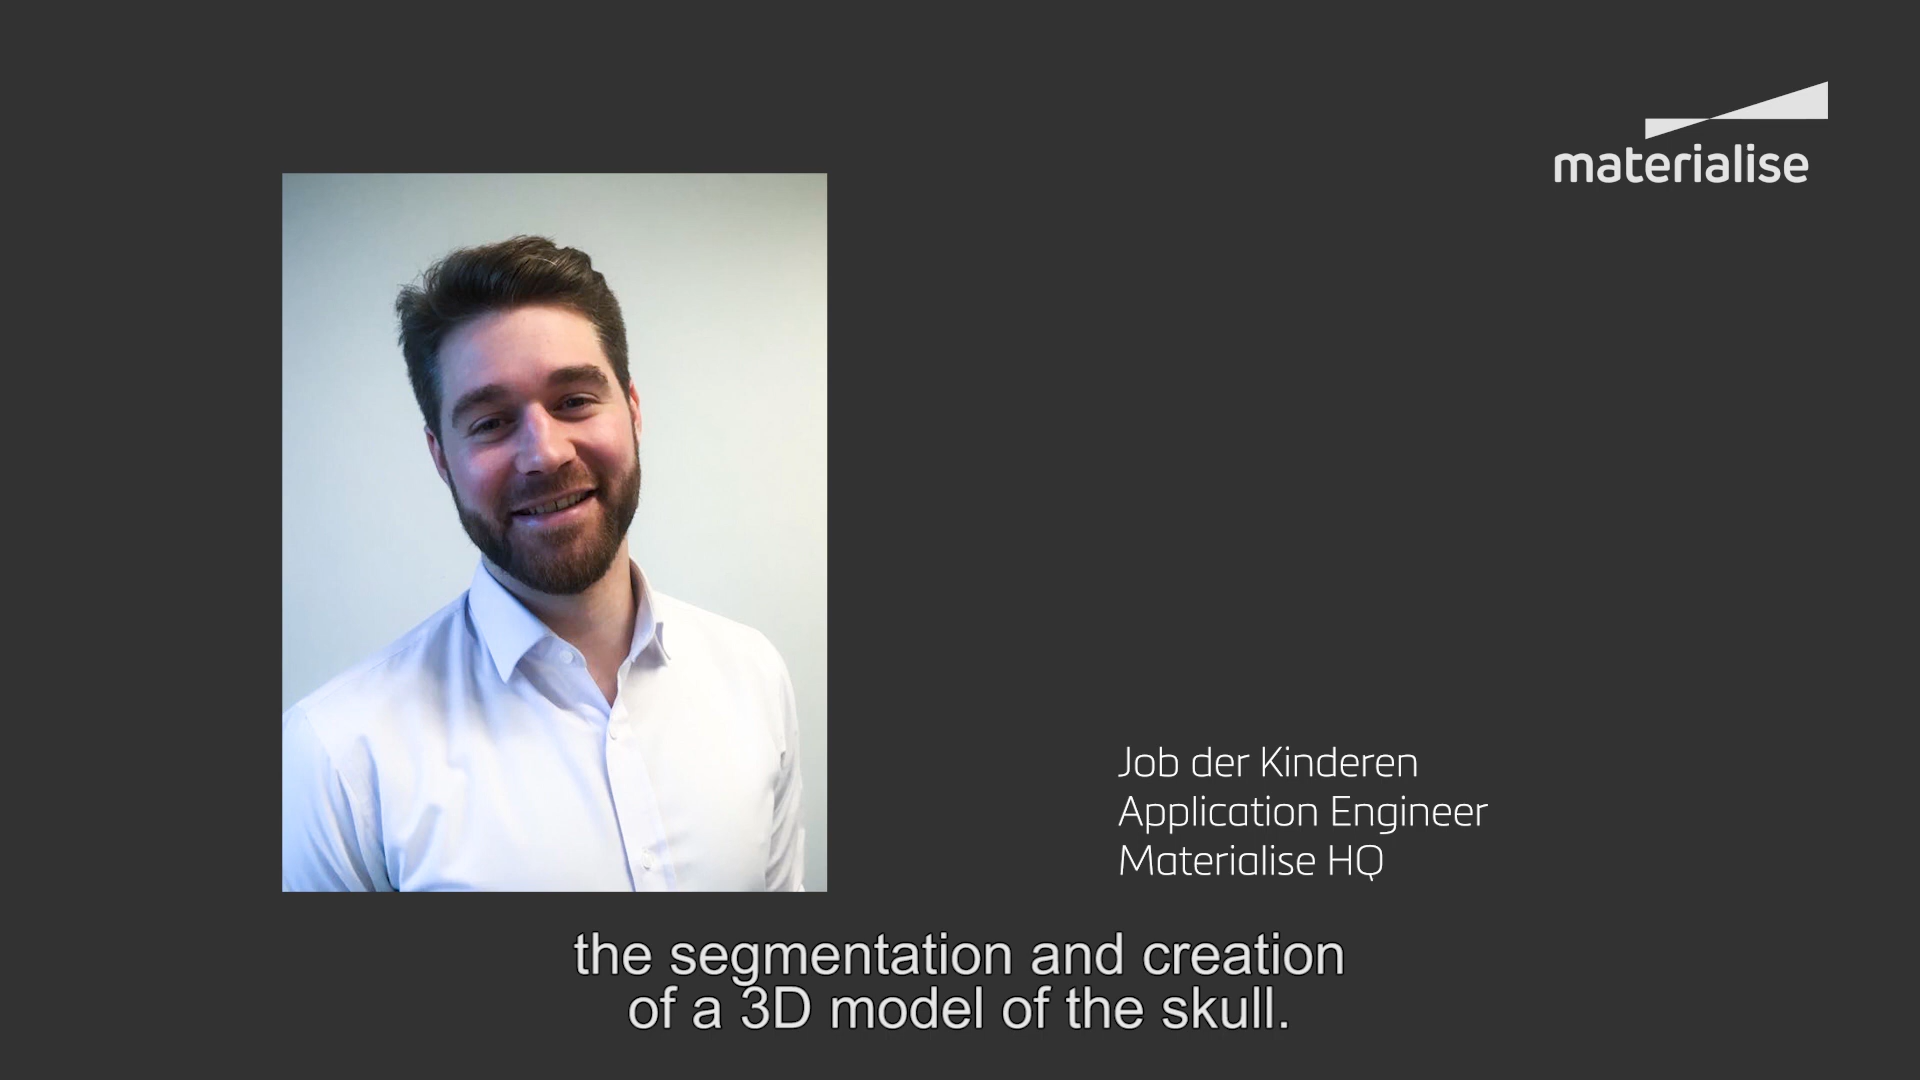 materialise
Job der Kinderen
Application Engineer
Materialise HQ
the segmentation and creation
of a 3D model of the skull.